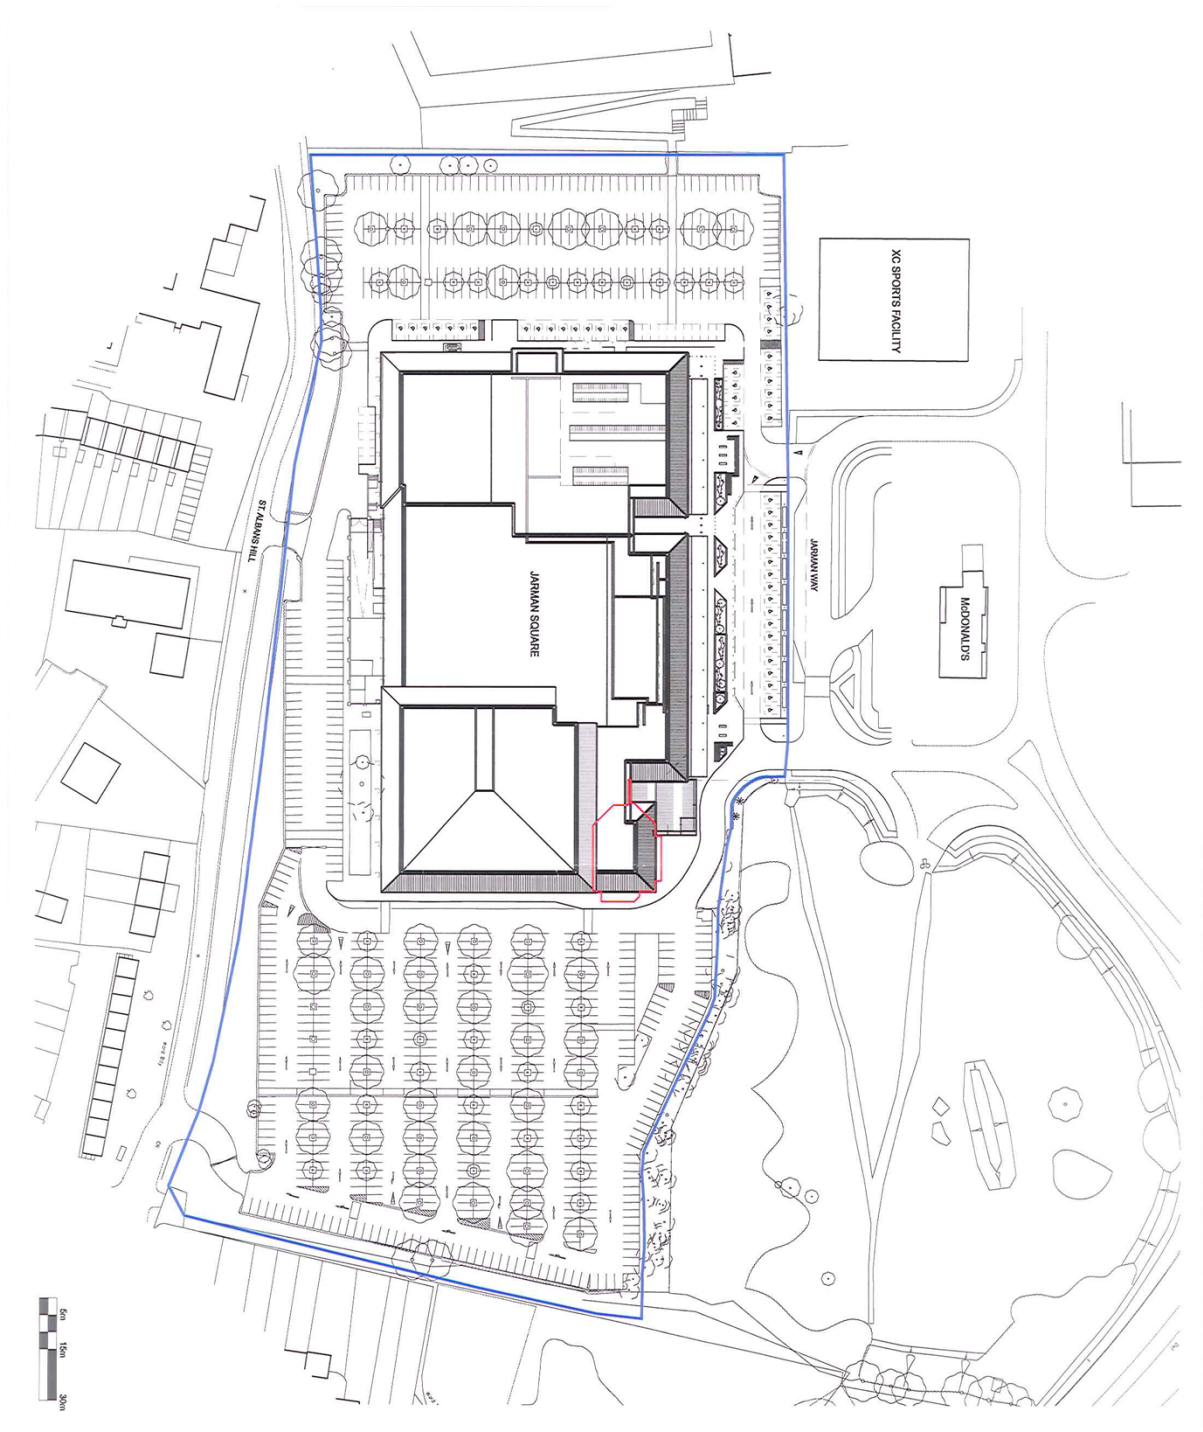 XC SPORTS FACILITY
ST.ALBANS HILL
JARMAN WAY
JARMAN SQUARE
McDONALD'S
5m
15m
30m